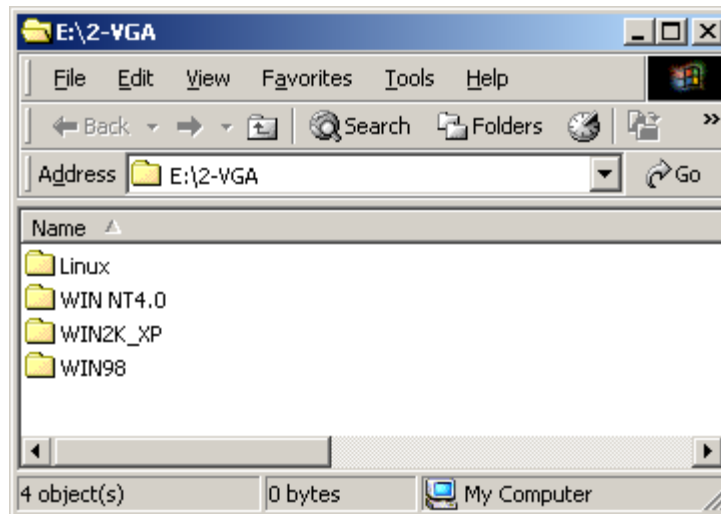 E:\2-VGA
File Edit View Favorites Tools Help
Back Search Folders »
Address E:\2-VGA Go
Name
Linux
WIN NT4.0
WIN2K_XP
WIN98
4 object(s) 0 bytes My Computer